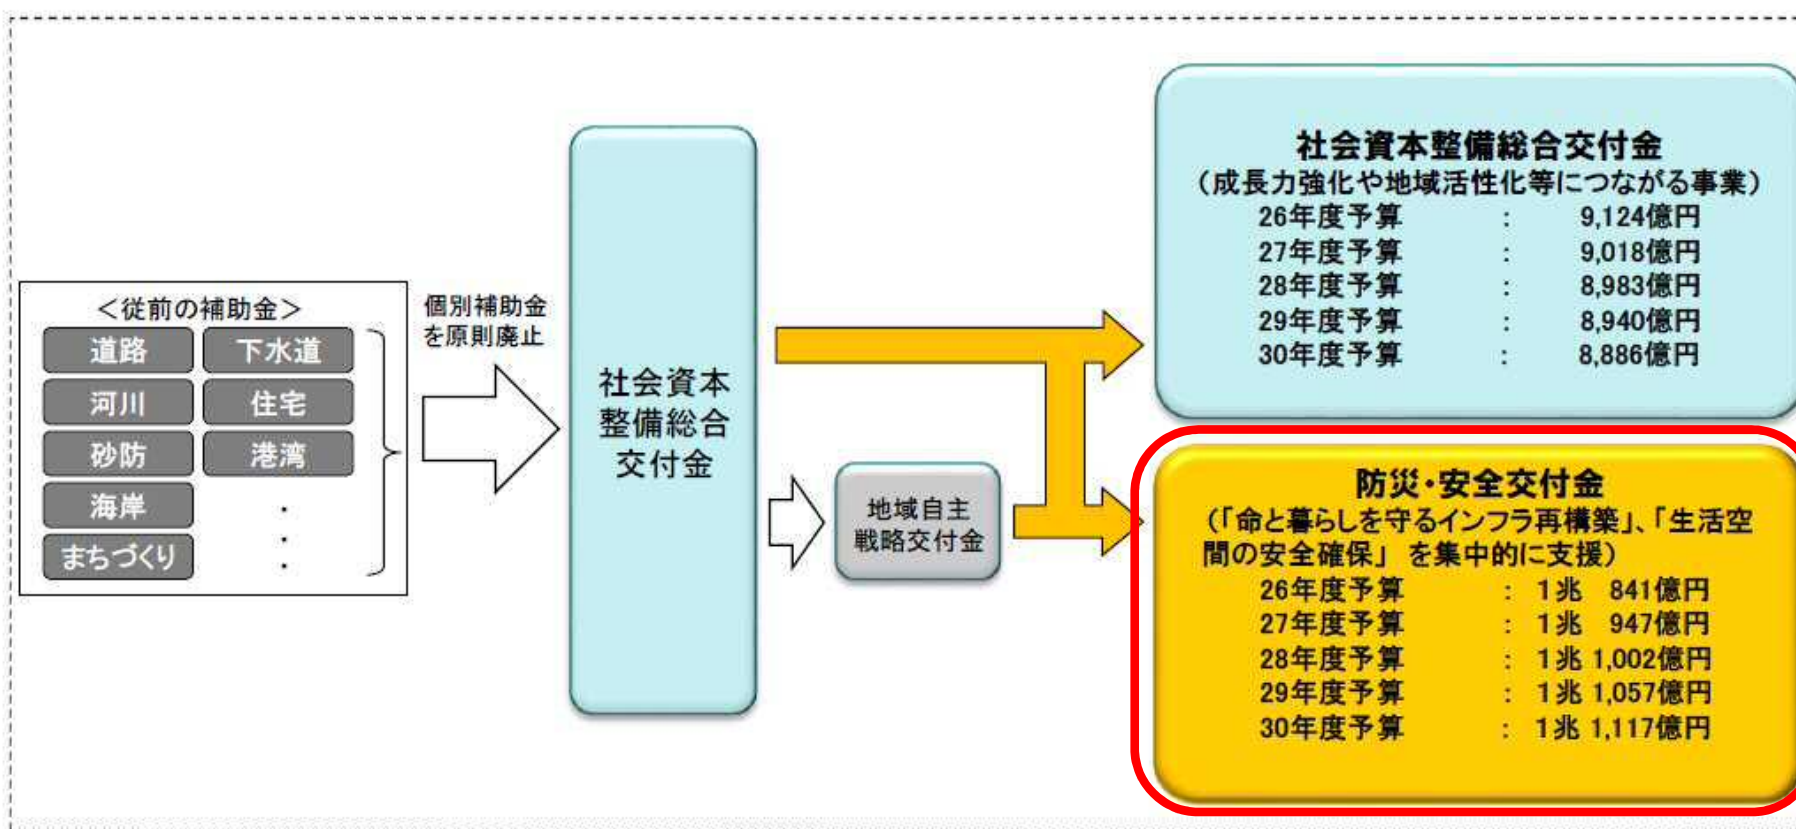 ＜従前の補助金＞
道路 下水道
河川 住宅
砂防 港湾
海岸 ・
まちづくり ・
・
個別補助金
を原則廃止
社会資本
整備総合
交付金
地域自主
戦略交付金
社会資本整備総合交付金
（成長力強化や地域活性化等につながる事業）
26年度予算 ： 9,124億円
27年度予算 ： 9,018億円
28年度予算 ： 8,983億円
29年度予算 ： 8,940億円
30年度予算 ： 8,886億円
防災・安全交付金
（「命と暮らしを守るインフラ再構築」、「生活空
間の安全確保」 を集中的に支援）
26年度予算 ： 1兆 841億円
27年度予算 ： 1兆 947億円
28年度予算 ： 1兆 1,002億円
29年度予算 ： 1兆 1,057億円
30年度予算 ： 1兆 1,117億円